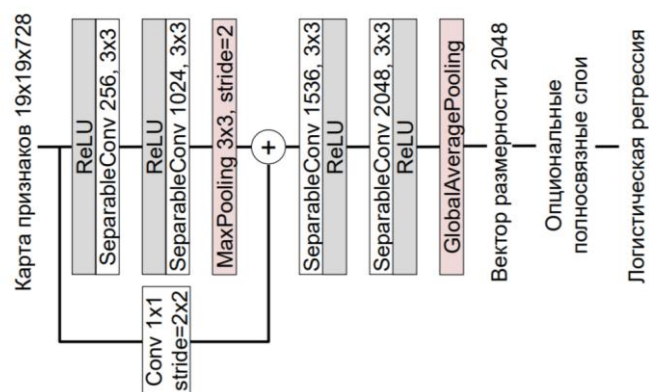 Карта признаков 19x19x728
ReLU
SeparableConv 256, 3x3
ReLU
SeparableConv 1024, 3x3
MaxPooling 3x3, stride=2
Conv 1x1
stride=2x2
+
SeparableConv 1536, 3x3
ReLU
SeparableConv 2048, 3x3
ReLU
GlobalAveragePooling
Вектор размерности 2048
Опциональные
полносвязные слои
Логистическая регрессия